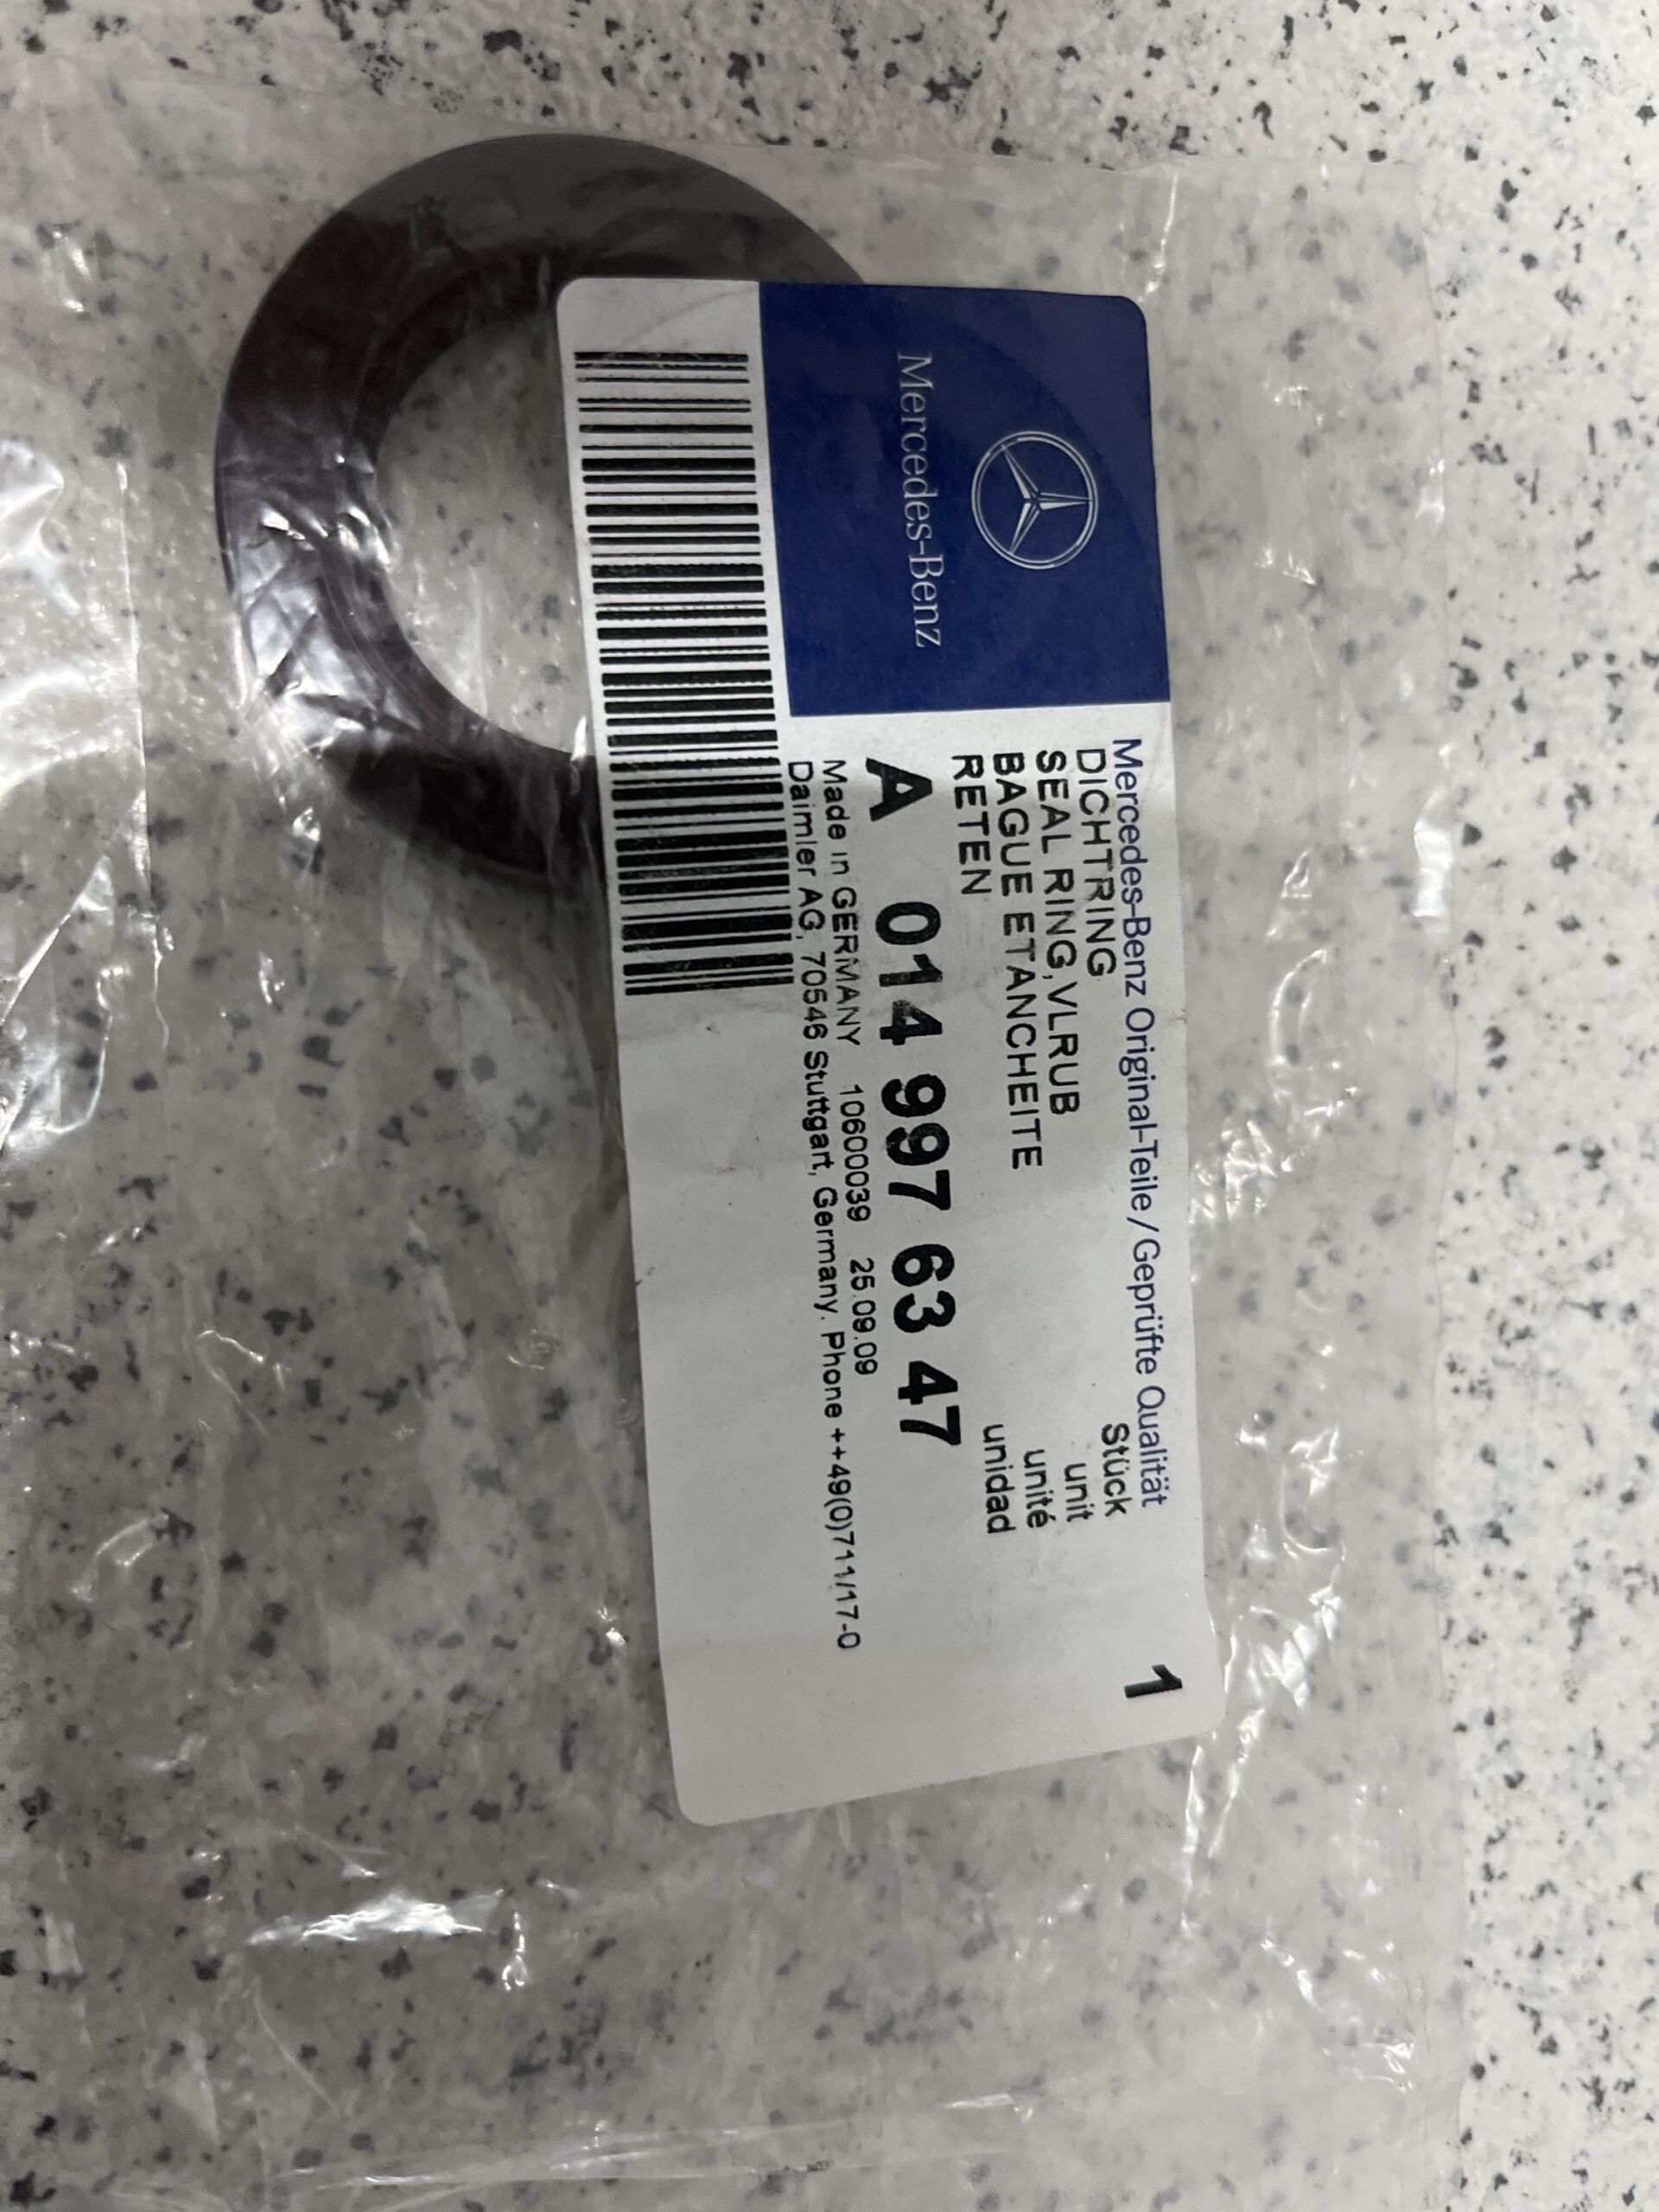 Mercedes-Benz
Mercedes-Benz Original-Teile/Geprüfte Qualität
DICHTRING Stück 1
SEAL RING,VLRUB unit
BAGUE ETANCHEITE unité
RETEN unidad
A 014 997 63 47
Made in GERMANY 10600039 25.09.09
Daimler AG, 70546 Stuttgart, Germany. Phone ++49(0)711/17-0